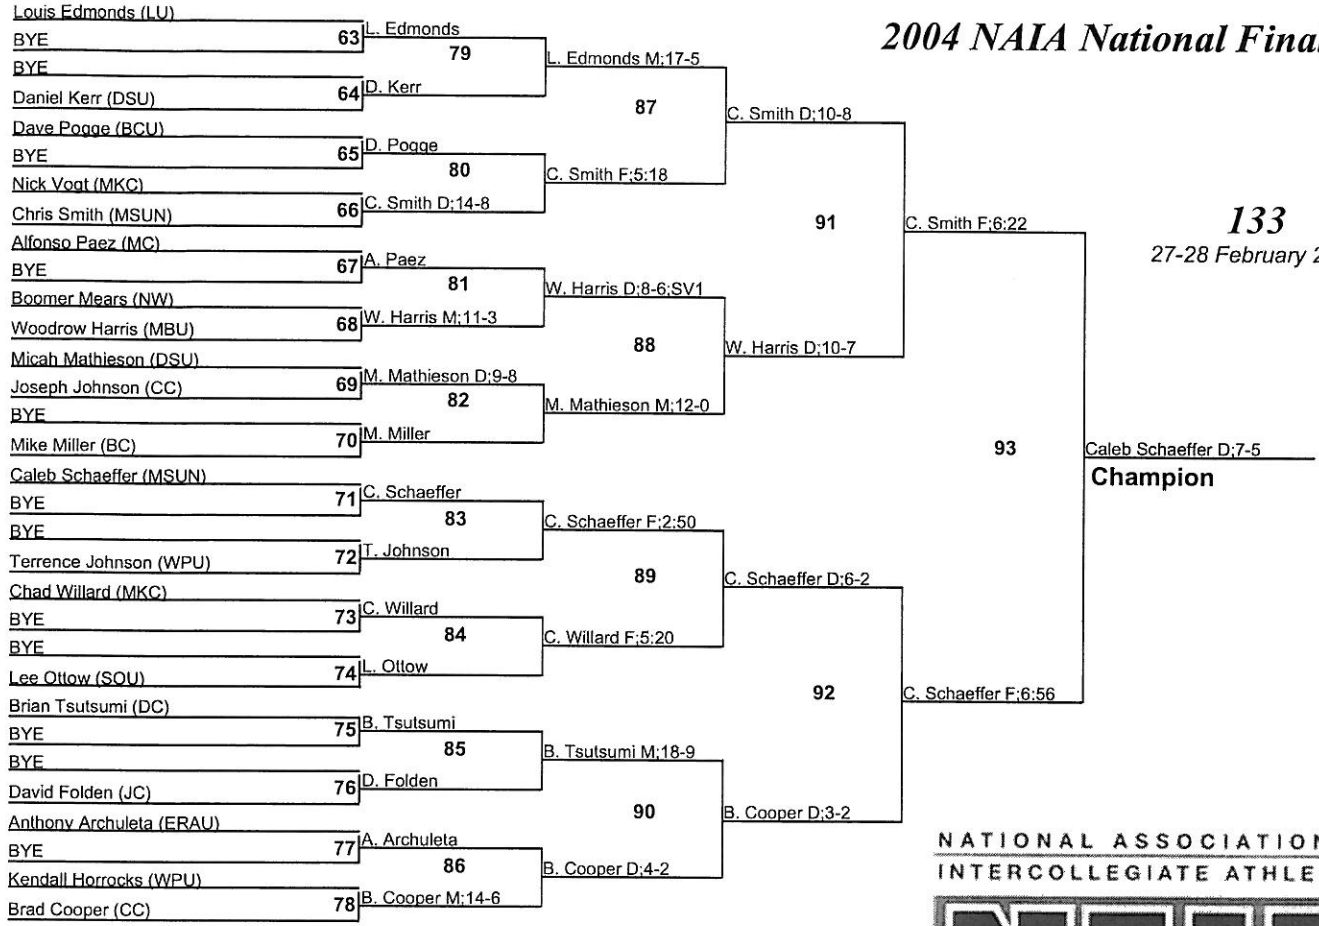 2004 NAIA National Final
133
27-28 February 2
Louis Edmonds (LU)
BYE
63
BYE
Daniel Kerr (DSU)
64
Dave Pogge (BCU)
BYE
65
Nick Vogt (MKC)
Chris Smith (MSUN)
66
Alfonso Paez (MC)
BYE
67
Boomer Mears (NW)
Woodrow Harris (MBU)
68
Micah Mathieson (DSU)
Joseph Johnson (CC)
69
BYE
Mike Miller (BC)
70
Caleb Schaeffer (MSUN)
BYE
71
BYE
Terrence Johnson (WPU)
72
Chad Willard (MKC)
BYE
73
BYE
Lee Ottow (SOU)
74
Brian Tsutsumi (DC)
BYE
75
BYE
David Folden (JC)
76
Anthony Archuleta (ERAU)
BYE
77
Kendall Horrocks (WPU)
Brad Cooper (CC)
78
L. Edmonds
79
D. Kerr
D. Pogge
80
C. Smith D;14-8
A. Paez
81
W. Harris M;11-3
M. Mathieson D;9-8
82
M. Miller
C. Schaeffer
83
T. Johnson
C. Willard
84
L. Ottow
B. Tsutsumi
85
D. Folden
A. Archuleta
86
B. Cooper M;14-6
L. Edmonds M;17-5
87
C. Smith F;5:18
W. Harris D;8-6;SV1
88
M. Mathieson M;12-0
C. Schaeffer F;2:50
89
C. Willard F;5:20
B. Tsutsumi M;18-9
90
B. Cooper D;4-2
C. Smith D;10-8
91
W. Harris D;10-7
C. Schaeffer D;6-2
92
B. Cooper D;3-2
C. Smith F;6:22
93
C. Schaeffer F;6:56
Caleb Schaeffer D;7-5
Champion
NATIONAL ASSOCIATION
INTERCOLLEGIATE ATHLE